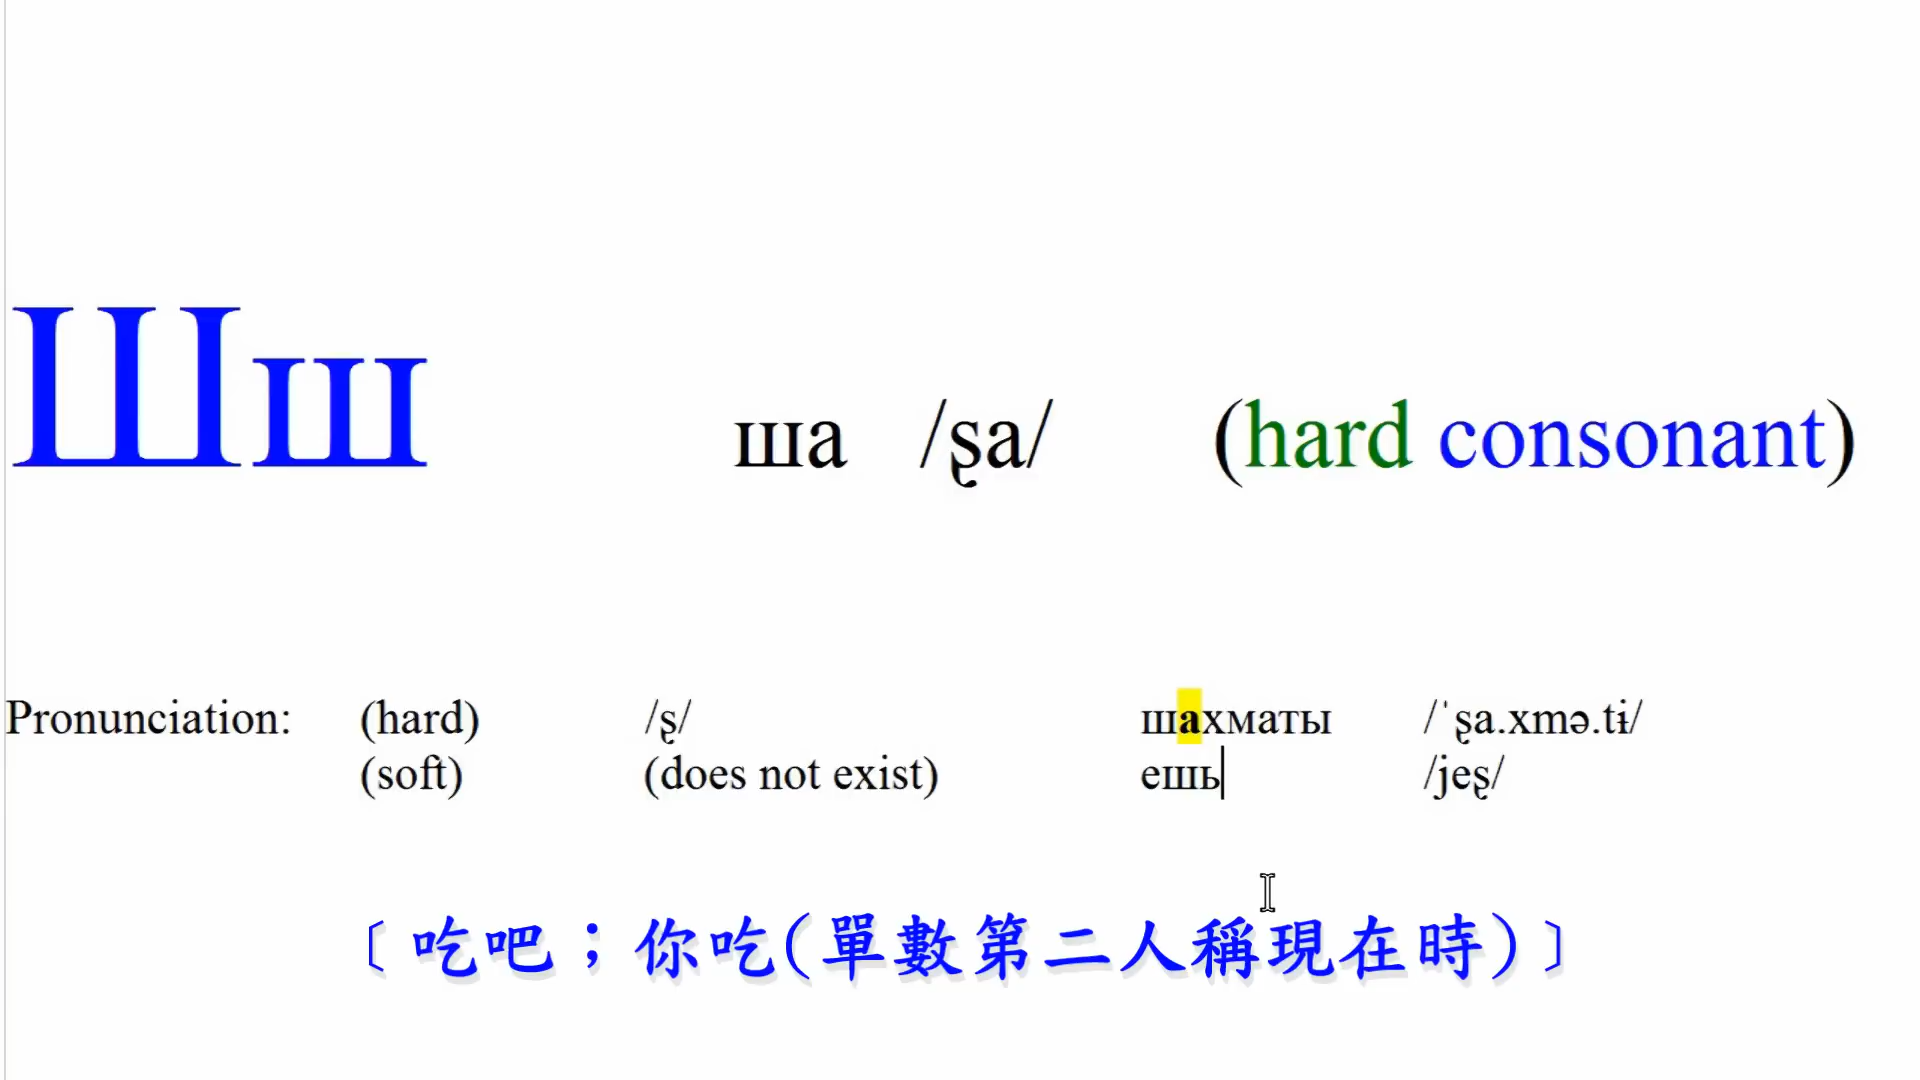 Шш ша /ʂa/ (hard consonant)
Pronunciation: (hard) /ʂ/ шахматы /ˈʂa.xmə.tɨ/
(soft) (does not exist) ешь /jeʂ/
〔吃吧；你吃(單數第二人稱現在時)〕